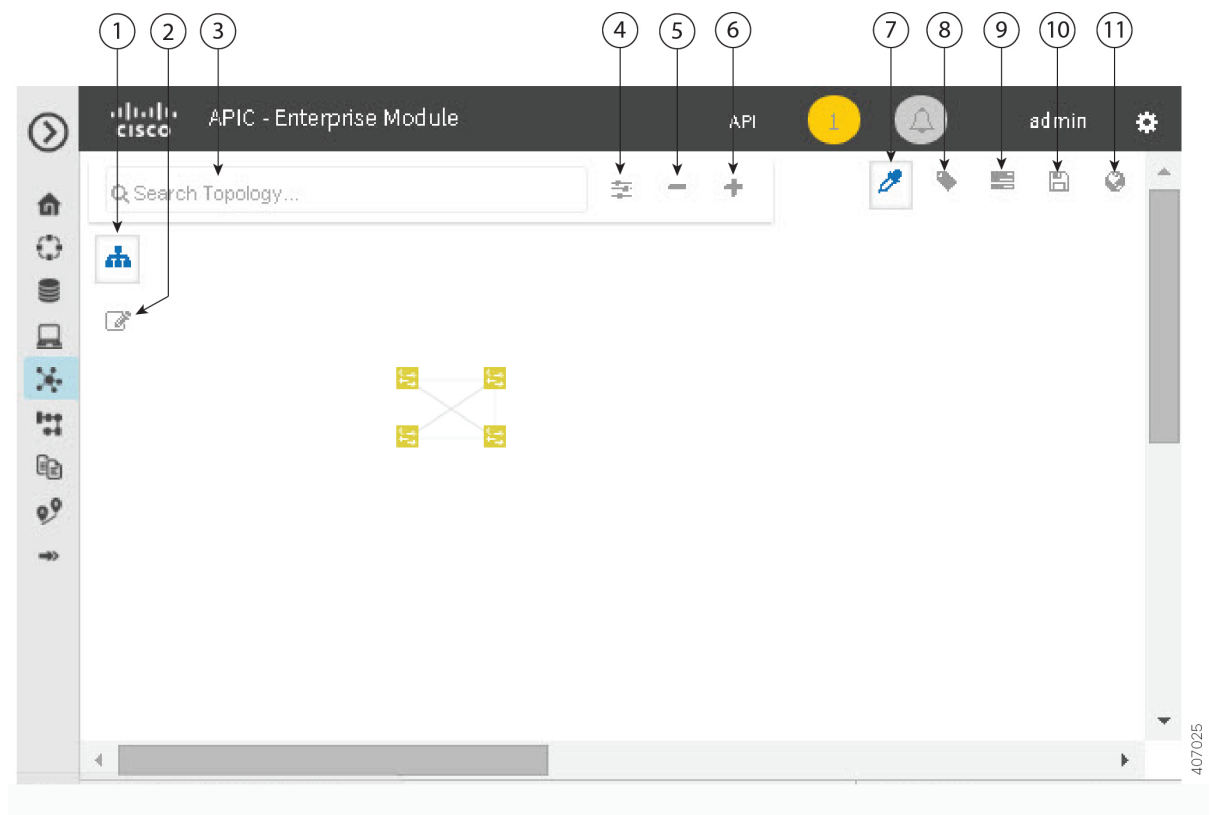 1 2 3 4 5 6 7 8 9 10 11
CISCO APIC - Enterprise Module API 1 admin
Search Topology...
407025